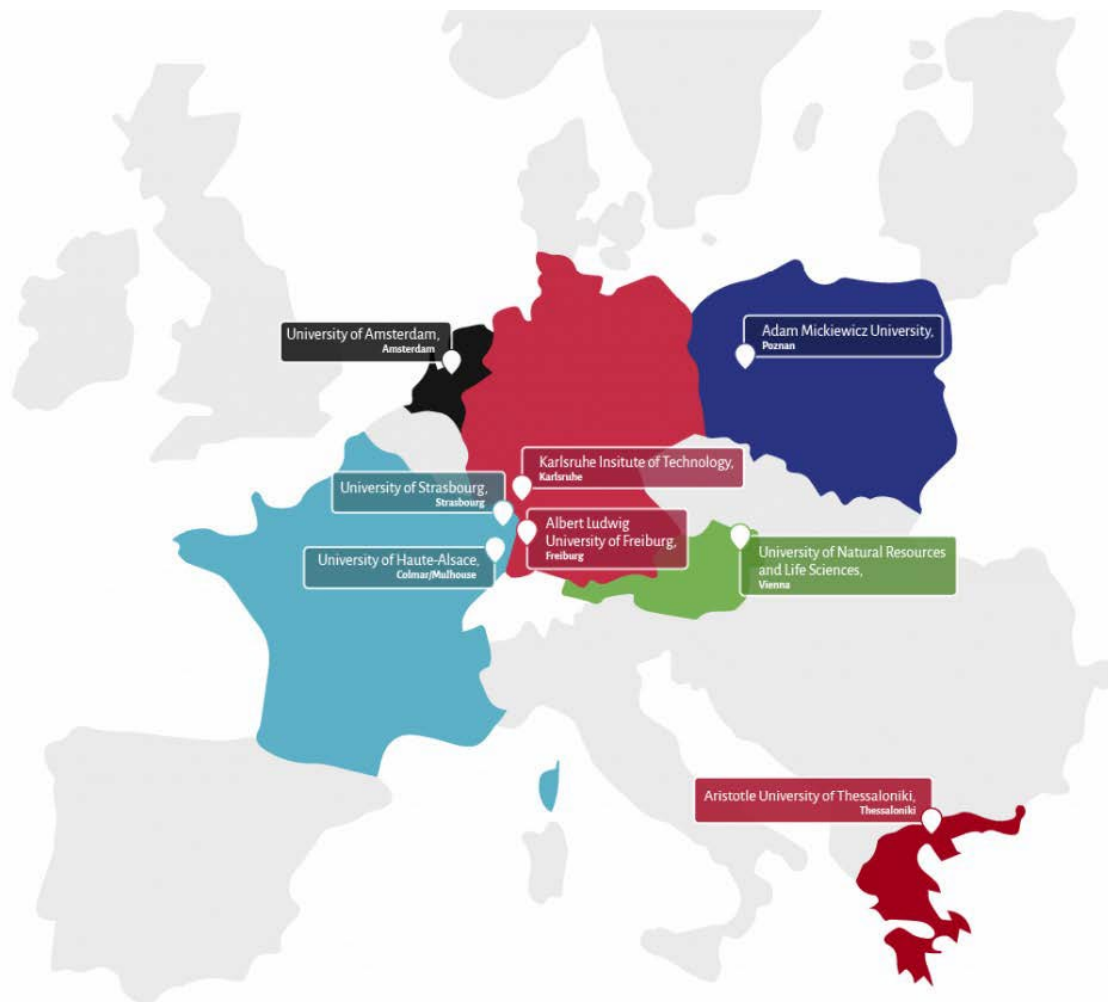 University of Amsterdam,
Amsterdam
Adam Mickiewicz University,
Poznan
Karlsruhe Insitute of Technology,
Karlsruhe
University of Strasbourg,
Strasbourg
Albert Ludwig
University of Freiburg,
Freiburg
University of Haute-Alsace,
Colmar/Mulhouse
University of Natural Resources
and Life Sciences,
Vienna
Aristotle University of Thessaloniki,
Thessaloniki